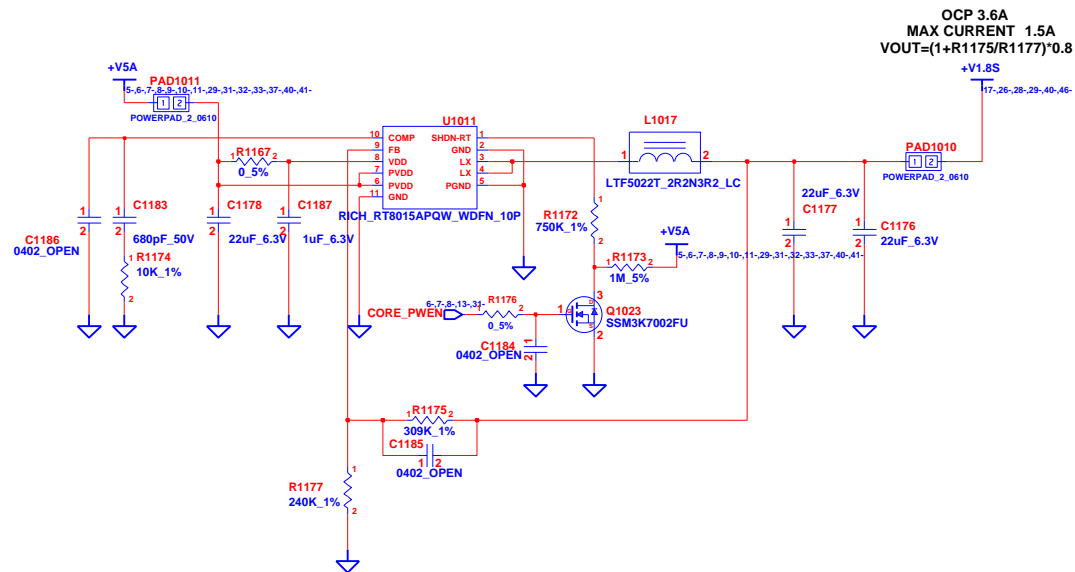 OCP 3.6A
MAX CURRENT 1.5A
VOUT=(1+R1175/R1177)*0.8
+V5A
PAD1011
5-,6-,7-,8-,9-,10-,11-,29-,31-,32-,33-,37-,40-,41-
1 2
POWERPAD_2_0610
+V1.8S
17-,26-,28-,29-,40-,46-
PAD1010
1 2
POWERPAD_2_0610
U1011
10 COMP SHDN-RT 1
9 FB GND 2
8 VDD LX 3
7 PVDD LX 4
6 PVDD PGND 5
11 GND
RICH_RT8015APQW_WDFN_10P
1 R1167 2
0_5%
L1017
1 2
LTF5022T_2R2N3R2_LC
1
2
C1186
0402_OPEN
1
2
C1183
680pF_50V
1
R1174
10K_1%
2
1
2
C1178
22uF_6.3V
1
2
C1187
1uF_6.3V
1
R1172
750K_1%
2
+V5A
5-,6-,7-,8-,9-,10-,11-,29-,31-,32-,33-,37-,40-,41-
1 R1173 2
1M_5%
22uF_6.3V
1
2
C1177
1
2
C1176
22uF_6.3V
CORE_PWEN
6-,7-,8-,13-,31-
1 R1176 2
0_5%
C1184
1
2
0402_OPEN
1 G
3 D
S 2
Q1023
SSM3K7002FU
1 R1175 2
309K_1%
C1185
1 2
0402_OPEN
1
R1177
240K_1%
2